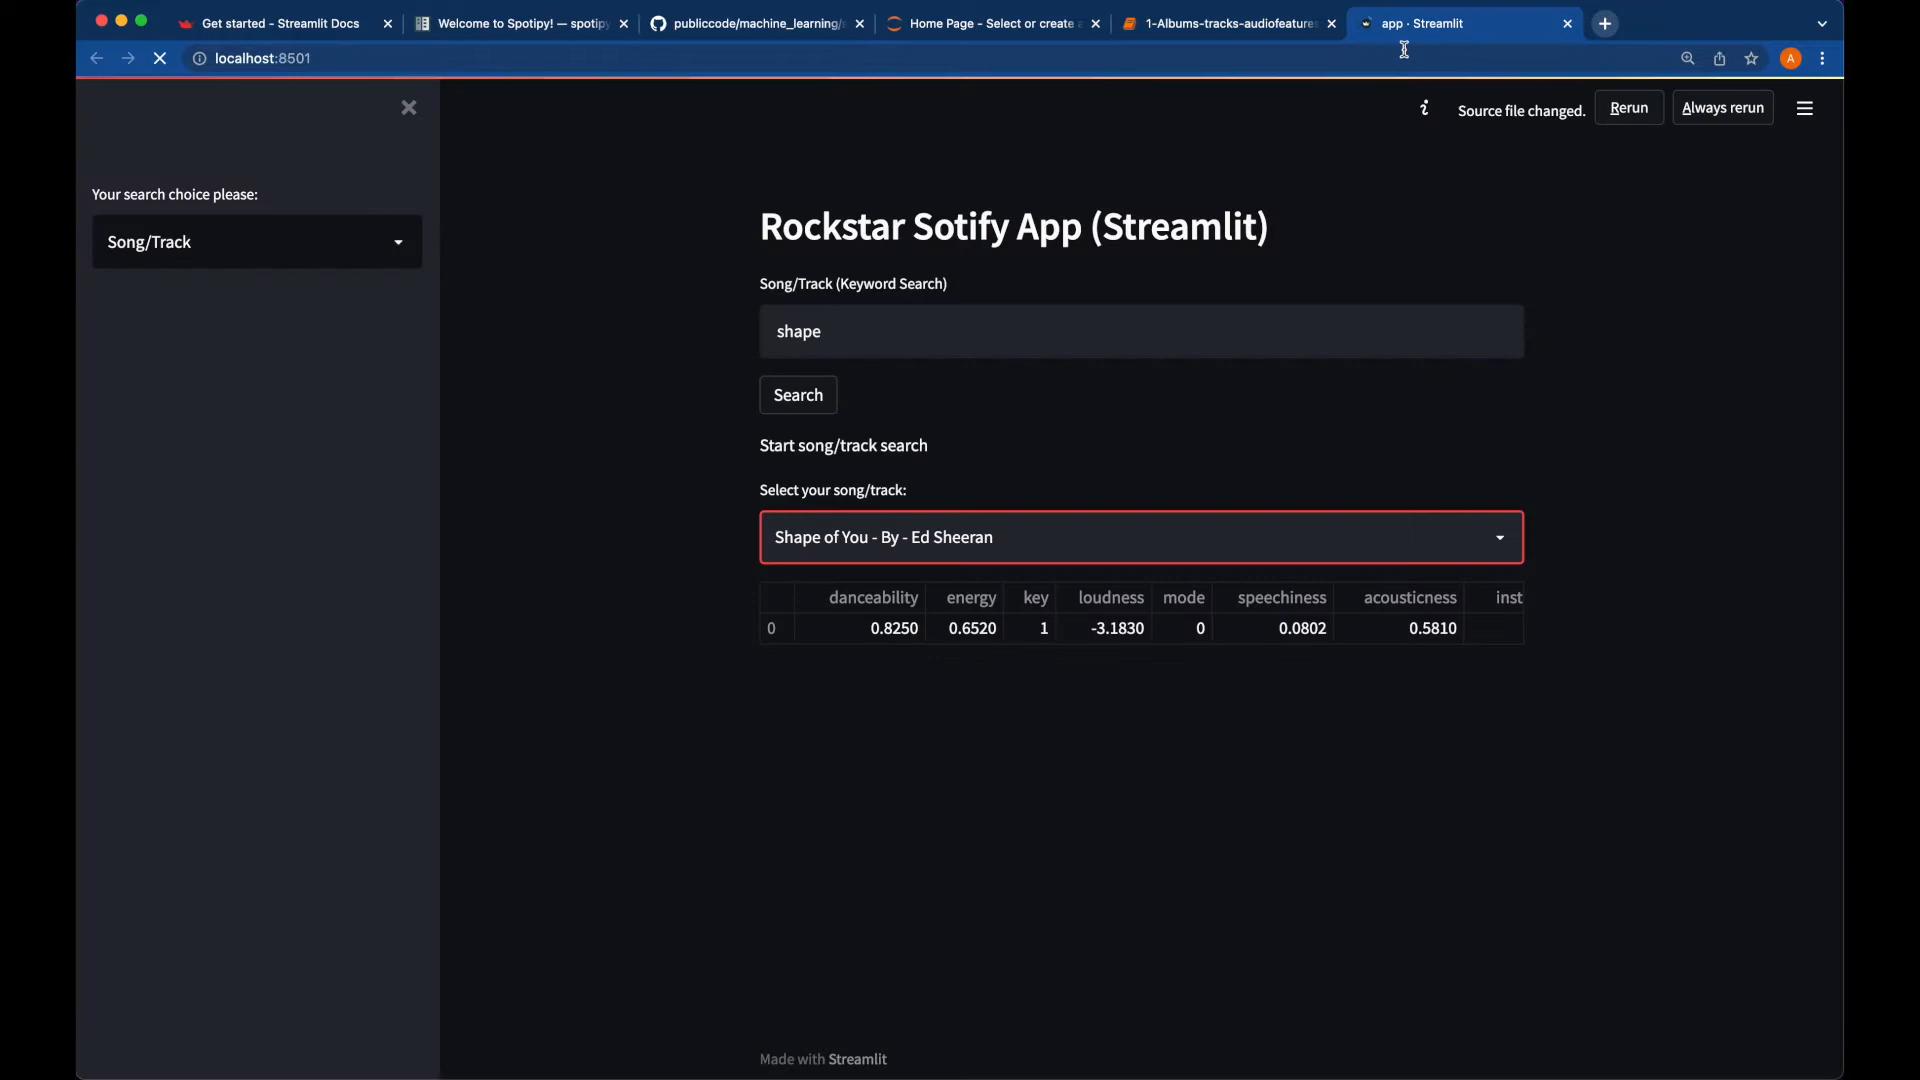 Get started – Streamlit Docs
Welcome to Spotipy! — spotipy
publiccode/machine_learning/
Home Page - Select or create
1-Albums-tracks-audiofeature
app · Streamlit
localhost:8501
A
Source file changed.
Rerun
Always rerun
Your search choice please:
Song/Track
Rockstar Sotify App (Streamlit)
Song/Track (Keyword Search)
shape
Search
Start song/track search
Select your song/track:
Shape of You - By - Ed Sheeran
danceability energy key loudness mode speechiness acousticness inst
0 0.8250 0.6520 1 -3.1830 0 0.0802 0.5810
Made with Streamlit